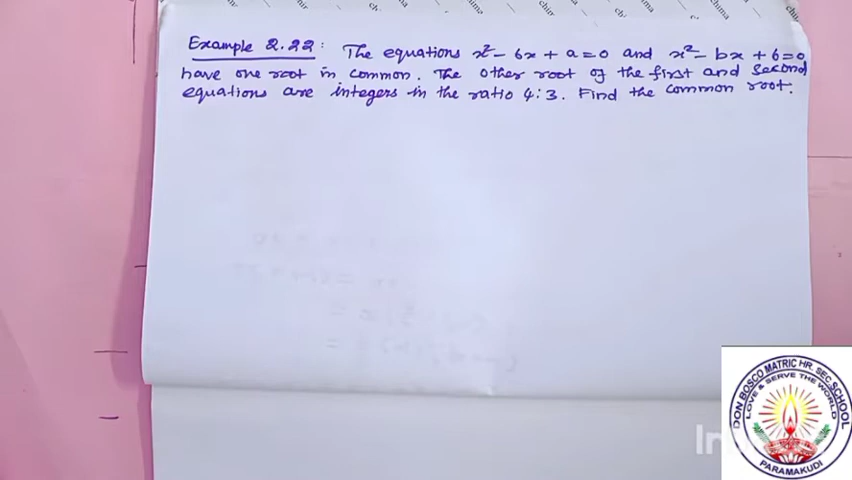 Example 2.22: The equations x² - 6x + a = 0 and x² - bx + 6 = 0
have one root in common. The other root of the first and second
equations are integers in the ratio 4:3. Find the common root.
DON BOSCO MATRIC HR. SEC. SCHOOL
LOVE & SERVE THE WORLD
PARAMAKUDI